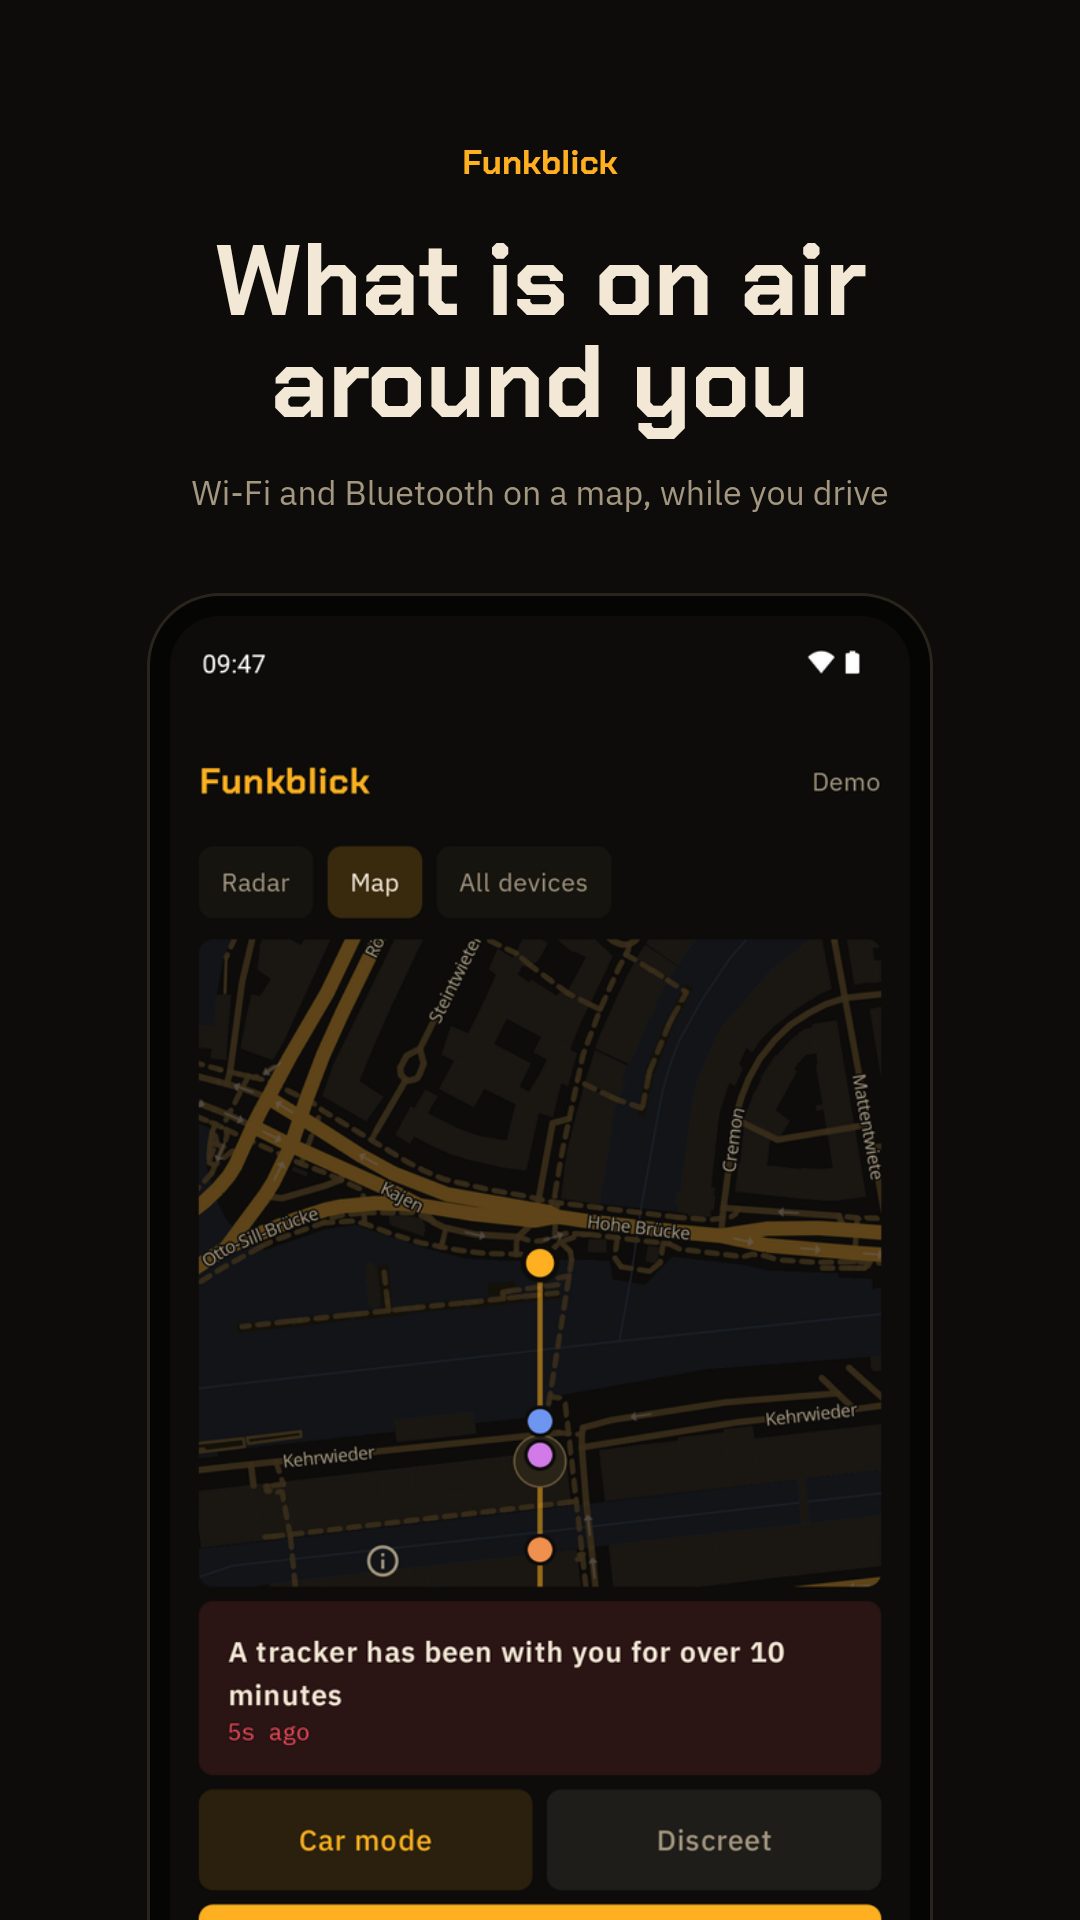 Funkblick
What is on air
around you
Wi-Fi and Bluetooth on a map, while you drive
09:47
Funkblick
Demo
Radar
Map
All devices
Rö
Steintwieten
Cremon
Mattentwiete
Kajen
Otto-Sill-Brücke
Hohe Brücke
Kehrwieder
Kehrwieder
A tracker has been with you for over 10
minutes
5s ago
Car mode
Discreet